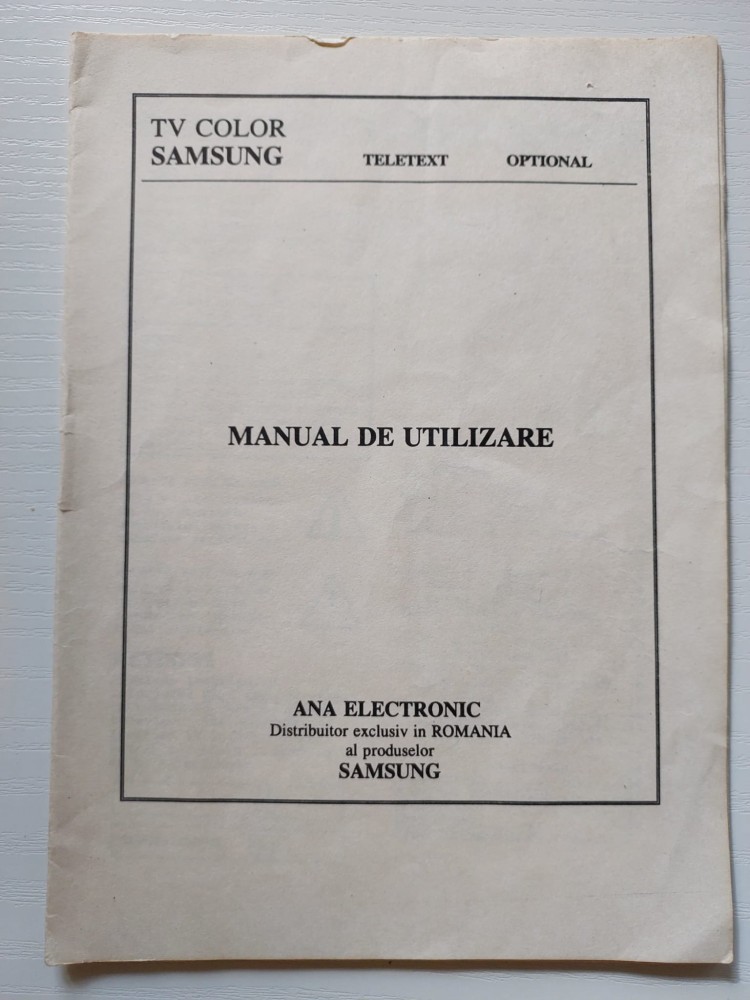 TV COLOR
SAMSUNG TELETEXT OPTIONAL
MANUAL DE UTILIZARE
ANA ELECTRONIC
Distribuitor exclusiv in ROMANIA
al produselor
SAMSUNG